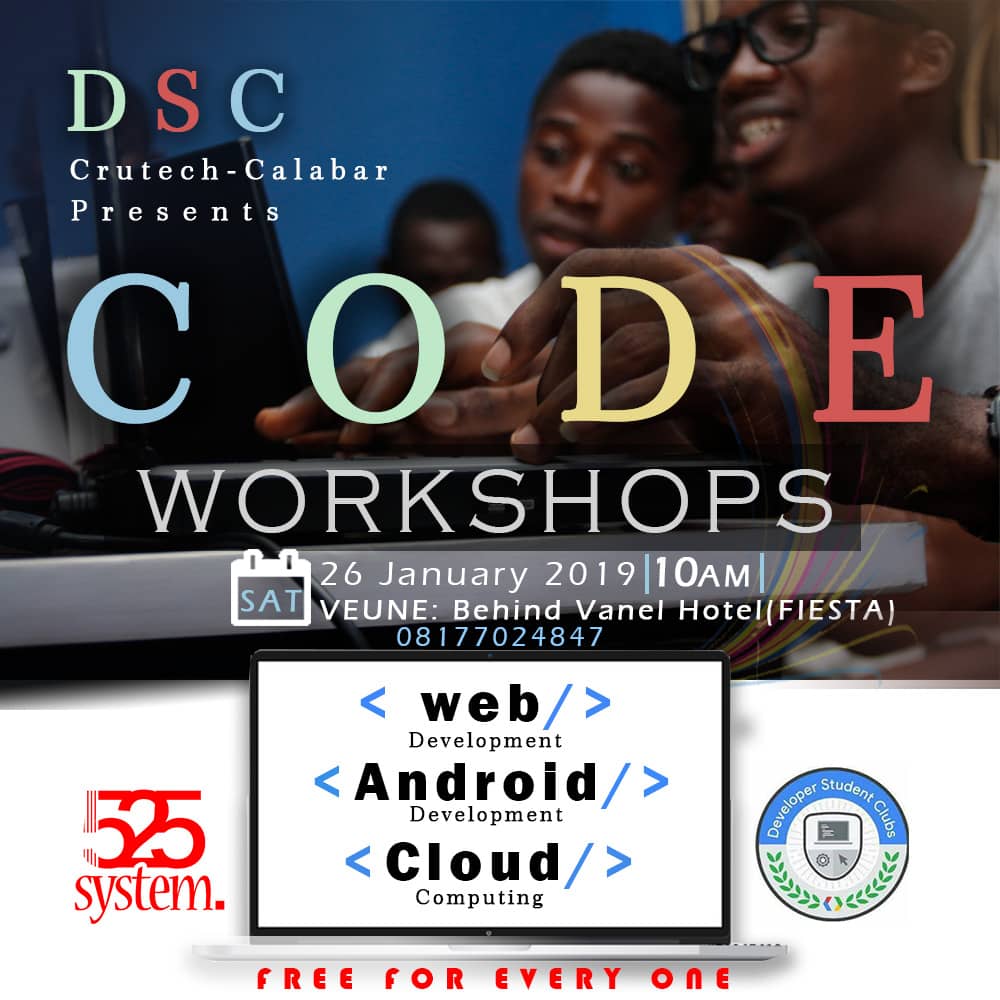 DSC
Crutech-Calabar
Presents
CODE
WORKSHOPS
SAT
26 January 2019 |10AM|
VEUNE: Behind Vanel Hotel(FIESTA)
08177024847
< web/>
Development
<Android/>
Development
<Cloud/>
Computing
525
system.
Developer Student Clubs
FREE FOR EVERY ONE